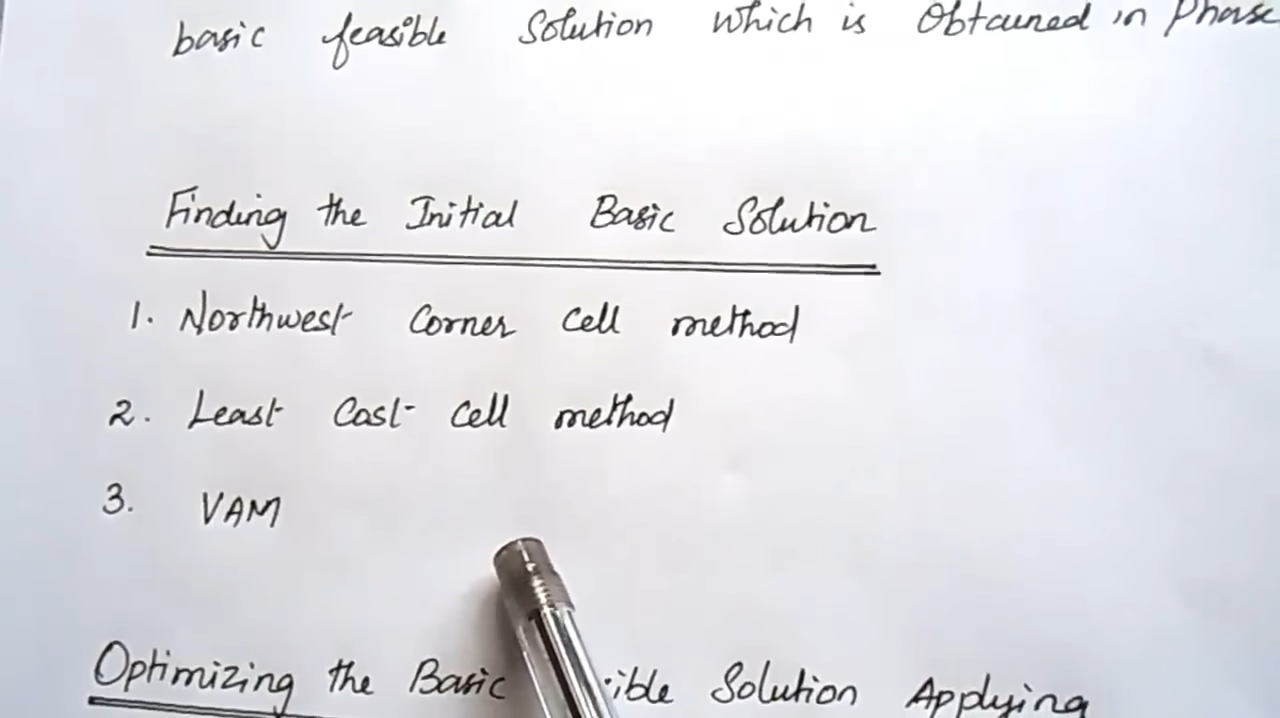 basic feasible Solution which is Obtained in Phase
Finding the Initial Basic Solution
1. Northwest Corner Cell method
2. Least Cost Cell method
3. VAM
Optimizing the Basic Solution Applying